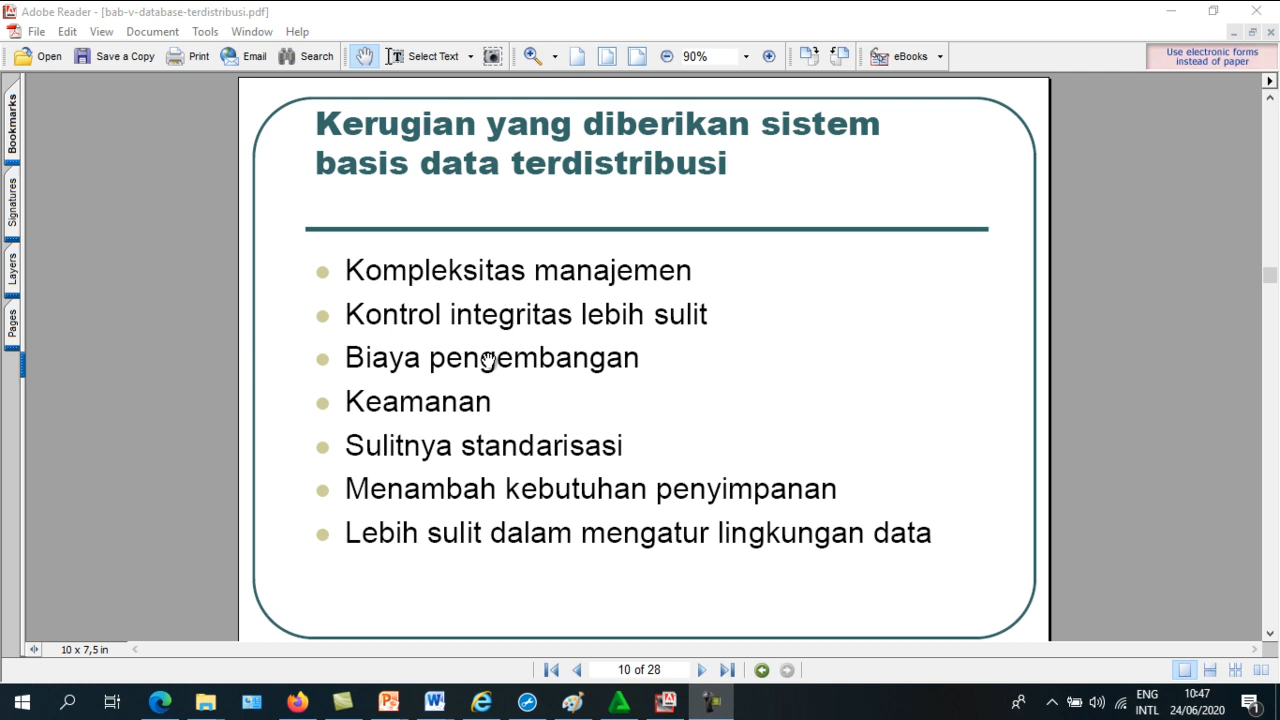 Adobe Reader - [bab-v-database-terdistribusi.pdf]
File Edit View Document Tools Window Help
Open Save a Copy Print Email Search Select Text 90% eBooks
Use electronic forms
instead of paper
Bookmarks
Signatures
Layers
Pages
Kerugian yang diberikan sistem
basis data terdistribusi
Kompleksitas manajemen
Kontrol integritas lebih sulit
Biaya pengembangan
Keamanan
Sulitnya standarisasi
Menambah kebutuhan penyimpanan
Lebih sulit dalam mengatur lingkungan data
10 x 7,5 in
10 of 28
ENG
INTL
10:47
24/06/2020
1